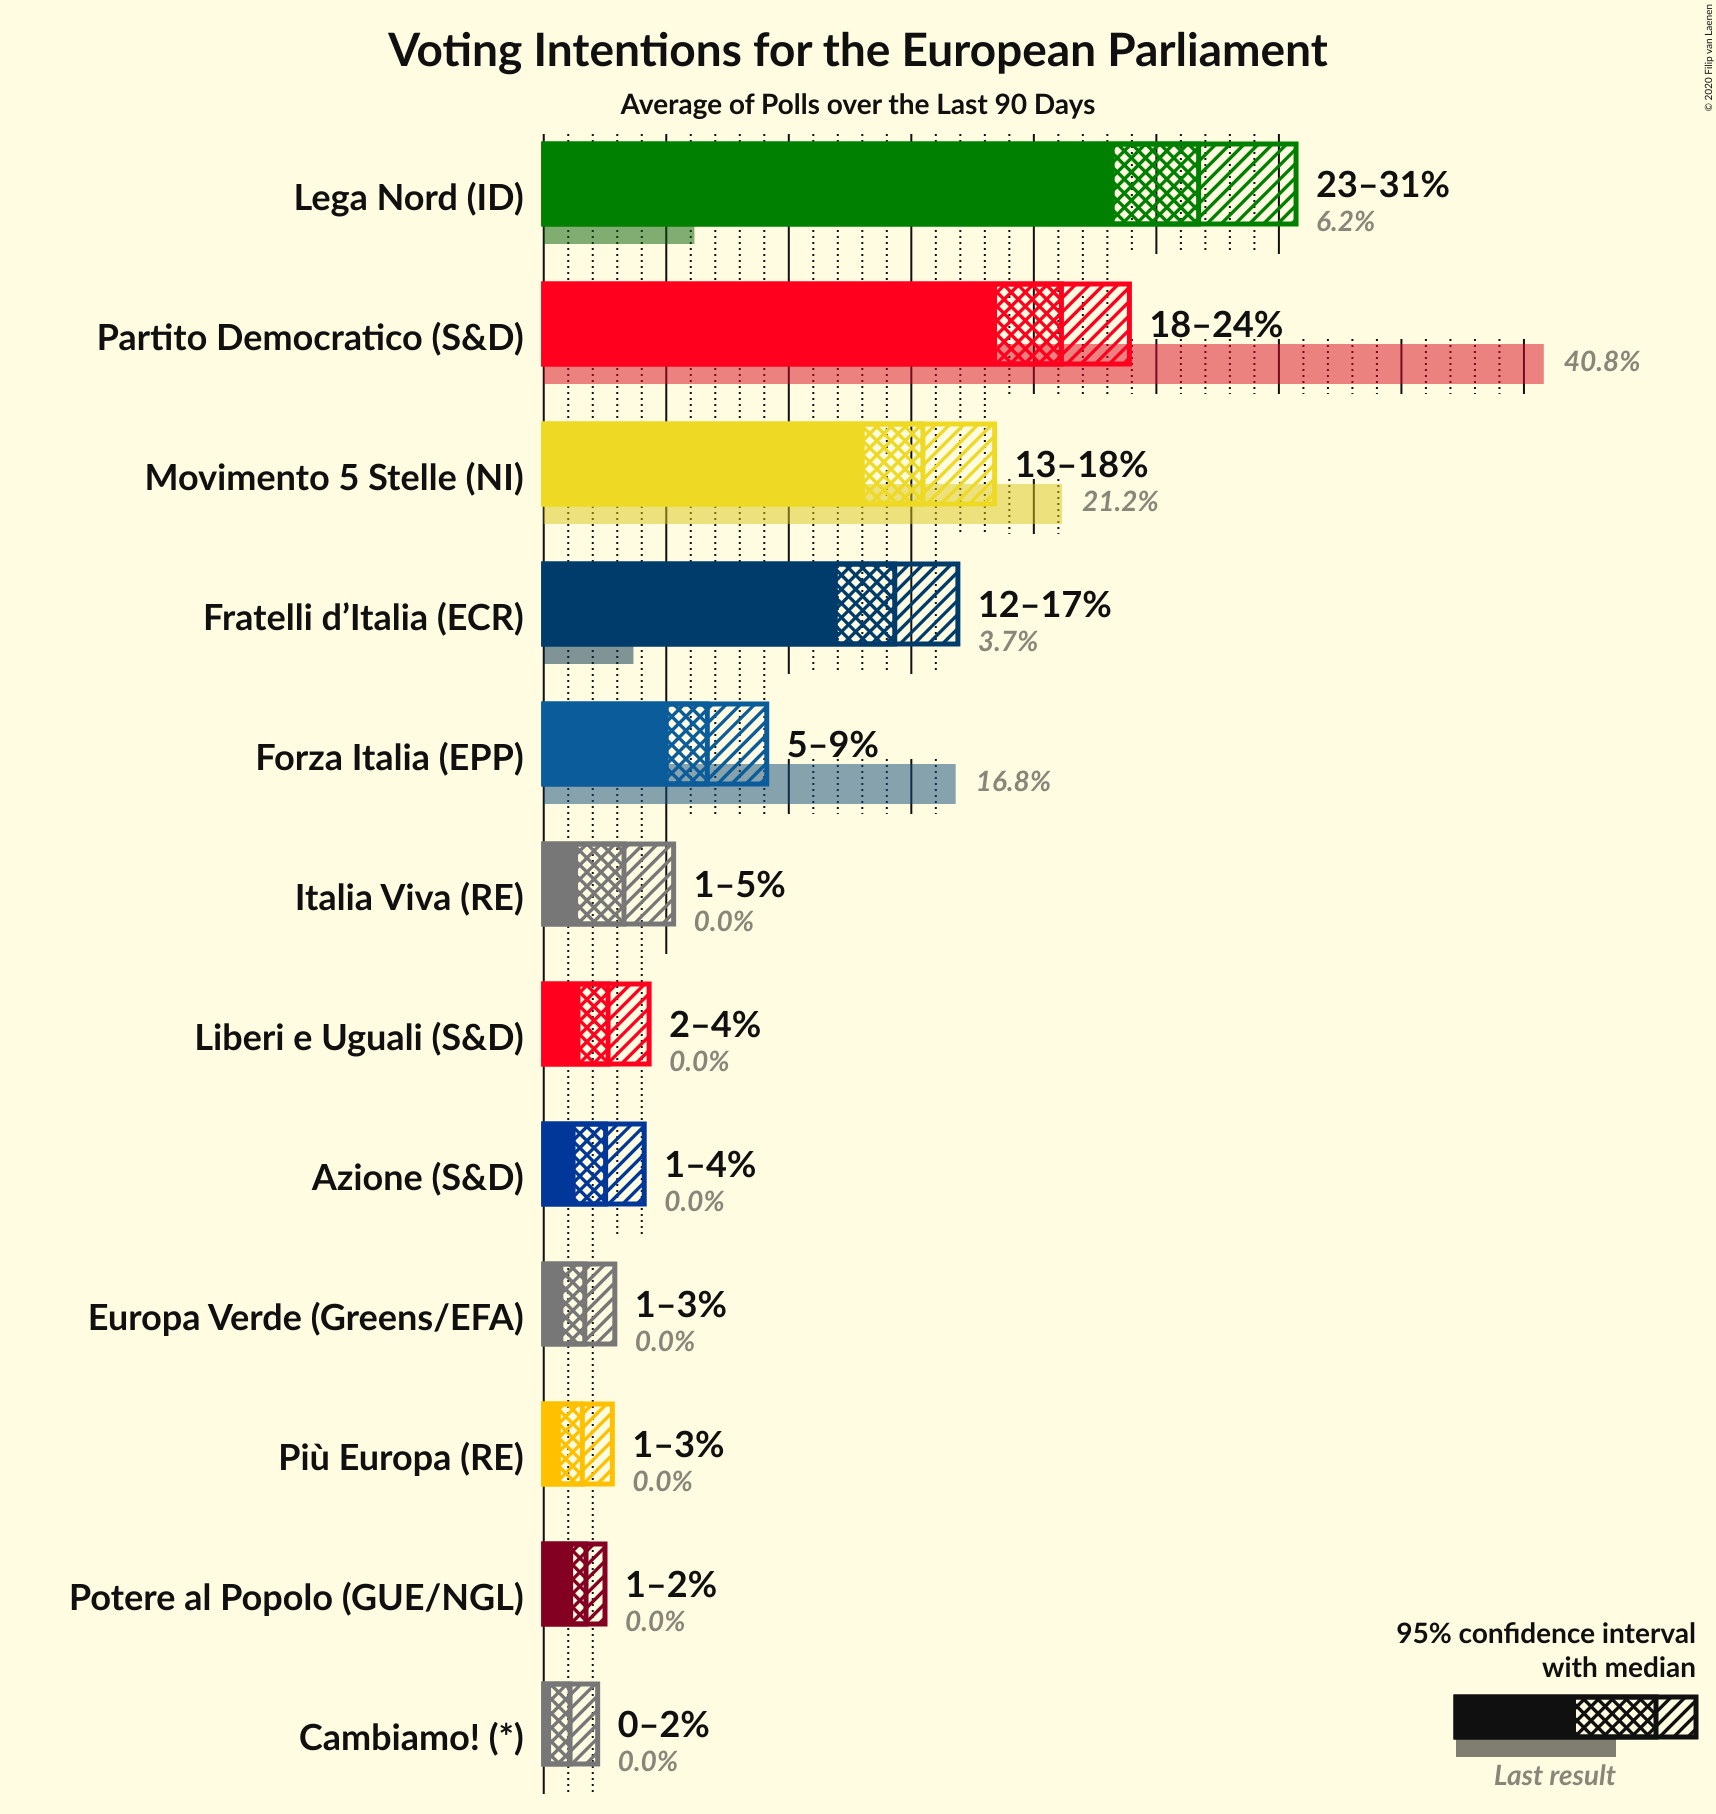 Voting Intentions for the European Parliament
Average of Polls over the Last 90 Days
© 2020 Filip van Laenen
Lega Nord (ID)
23–31%
6.2%
Partito Democratico (S&D)
18–24%
40.8%
Movimento 5 Stelle (NI)
13–18%
21.2%
Fratelli d’Italia (ECR)
12–17%
3.7%
Forza Italia (EPP)
5–9%
16.8%
Italia Viva (RE)
1–5%
0.0%
Liberi e Uguali (S&D)
2–4%
0.0%
Azione (S&D)
1–4%
0.0%
Europa Verde (Greens/EFA)
1–3%
0.0%
Più Europa (RE)
1–3%
0.0%
Potere al Popolo (GUE/NGL)
1–2%
0.0%
Cambiamo! (*)
0–2%
0.0%
95% confidence interval
with median
Last result